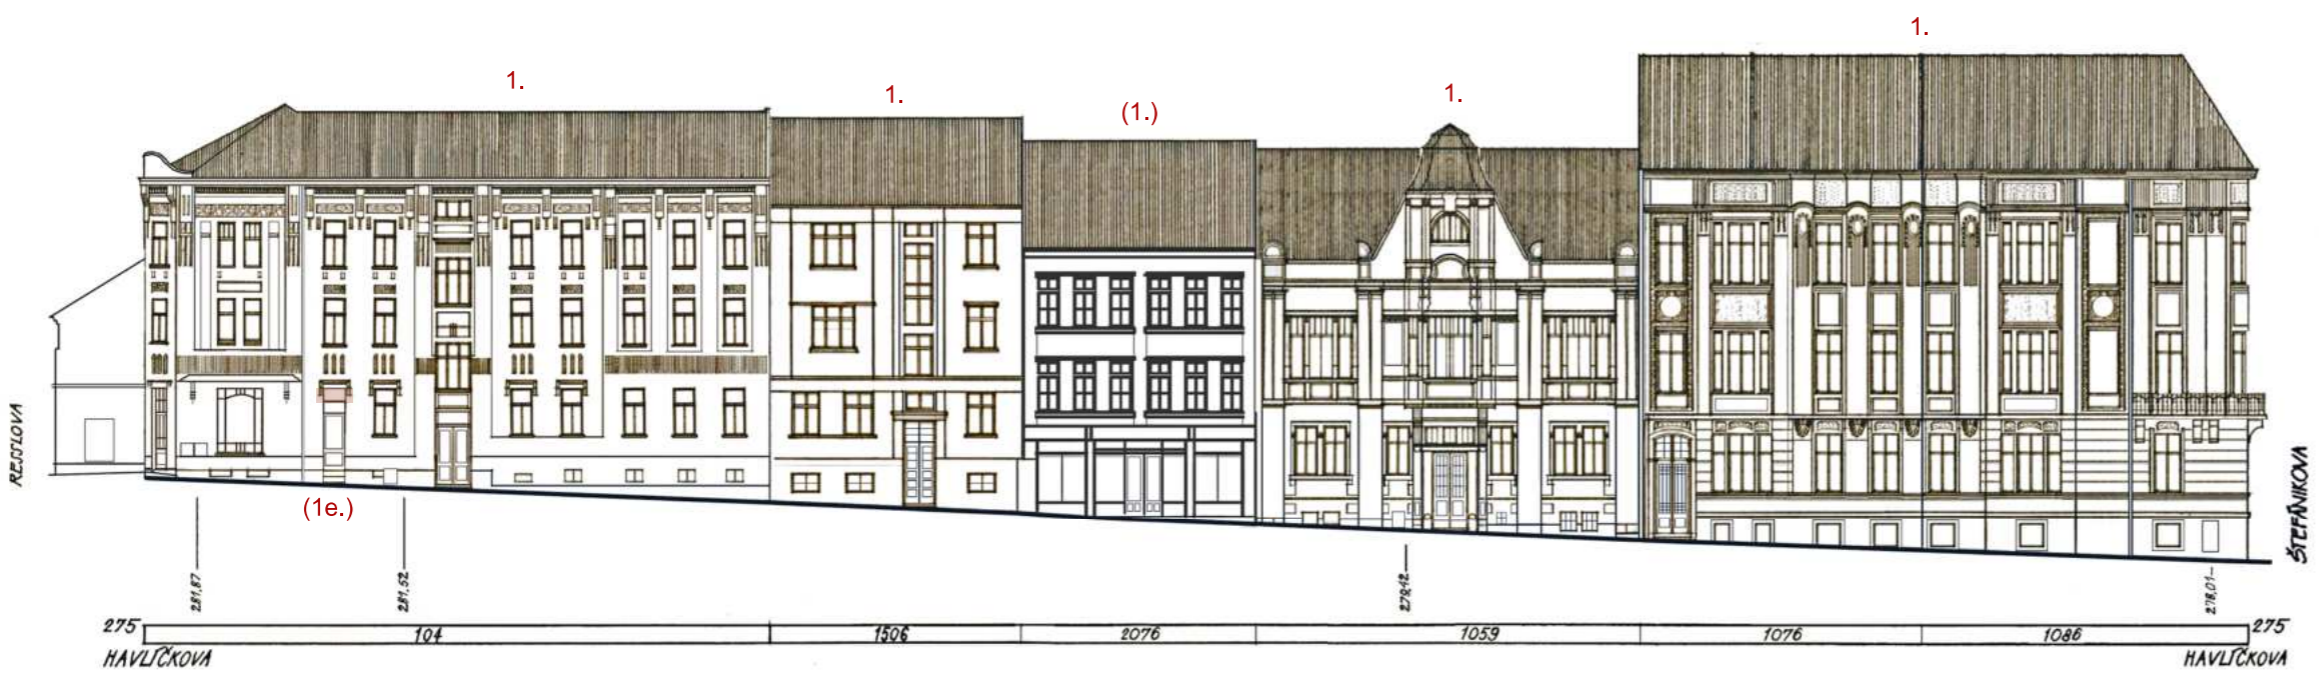 1.
1.
1.
(1.)
1.
RESSLOVA
ŠTEFÁNIKOVA
(1e.)
281,87
281,52
279,42
278,01
275 104 1506 2076 1059 1076 1086 275
HAVLÍČKOVA HAVLÍČKOVA